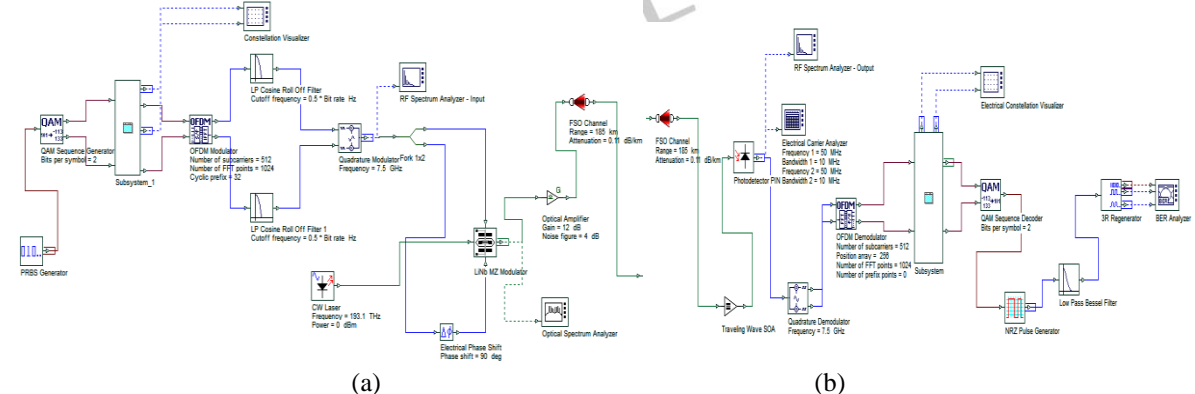 Constellation Visualizer
LP Cosine Roll Off Filter
Cutoff frequency = 0.5 * Bit rate Hz
RF Spectrum Analyzer - Input
QAM
QAM Sequence Generator
Bits per symbol = 2
Subsystem_1
OFDM
OFDM Modulator
Number of subcarriers = 512
Number of FFT points = 1024
Cyclic prefix = 32
Quadrature Modulator
Frequency = 7.5 GHz
Fork 1x2
LP Cosine Roll Off Filter 1
Cutoff frequency = 0.5 * Bit rate Hz
PRBS Generator
CW Laser
Frequency = 193.1 THz
Power = 0 dBm
LiNb MZ Modulator
Electrical Phase Shift
Phase shift = 90 deg
FSO Channel
Range = 185 km
Attenuation = 0.11 dB/km
G
Optical Amplifier
Gain = 12 dB
Noise figure = 4 dB
Optical Spectrum Analyzer
(a)
FSO Channel
Range = 185 km
Attenuation = 0.11 dB/km
RF Spectrum Analyzer - Output
Electrical Carrier Analyzer
Frequency 1 = 50 MHz
Bandwidth 1 = 10 MHz
Frequency 2 = 50 MHz
Bandwidth 2 = 10 MHz
Photodetector PIN
Traveling Wave SOA
Quadrature Demodulator
Frequency = 7.5 GHz
OFDM
OFDM Demodulator
Number of subcarriers = 512
Position array = 256
Number of FFT points = 1024
Number of prefix points = 0
Electrical Constellation Visualizer
Subsystem
QAM
QAM Sequence Decoder
Bits per symbol = 2
NRZ Pulse Generator
Low Pass Bessel Filter
3R Regenerator
BER
BER Analyzer
(b)